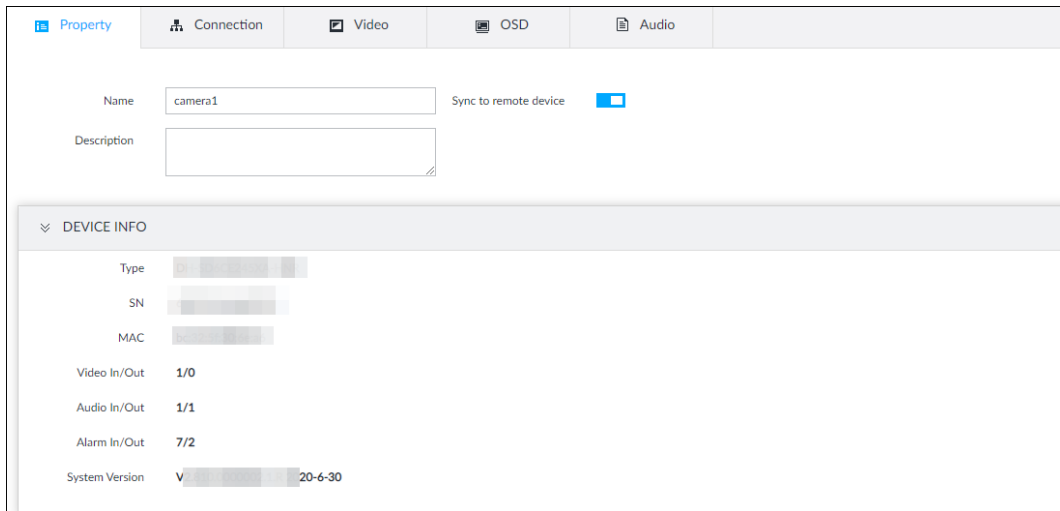 Property Connection Video OSD Audio
Name camera1 Sync to remote device
Description
DEVICE INFO
Type
SN
MAC
Video In/Out 1/0
Audio In/Out 1/1
Alarm In/Out 7/2
System Version V 20-6-30